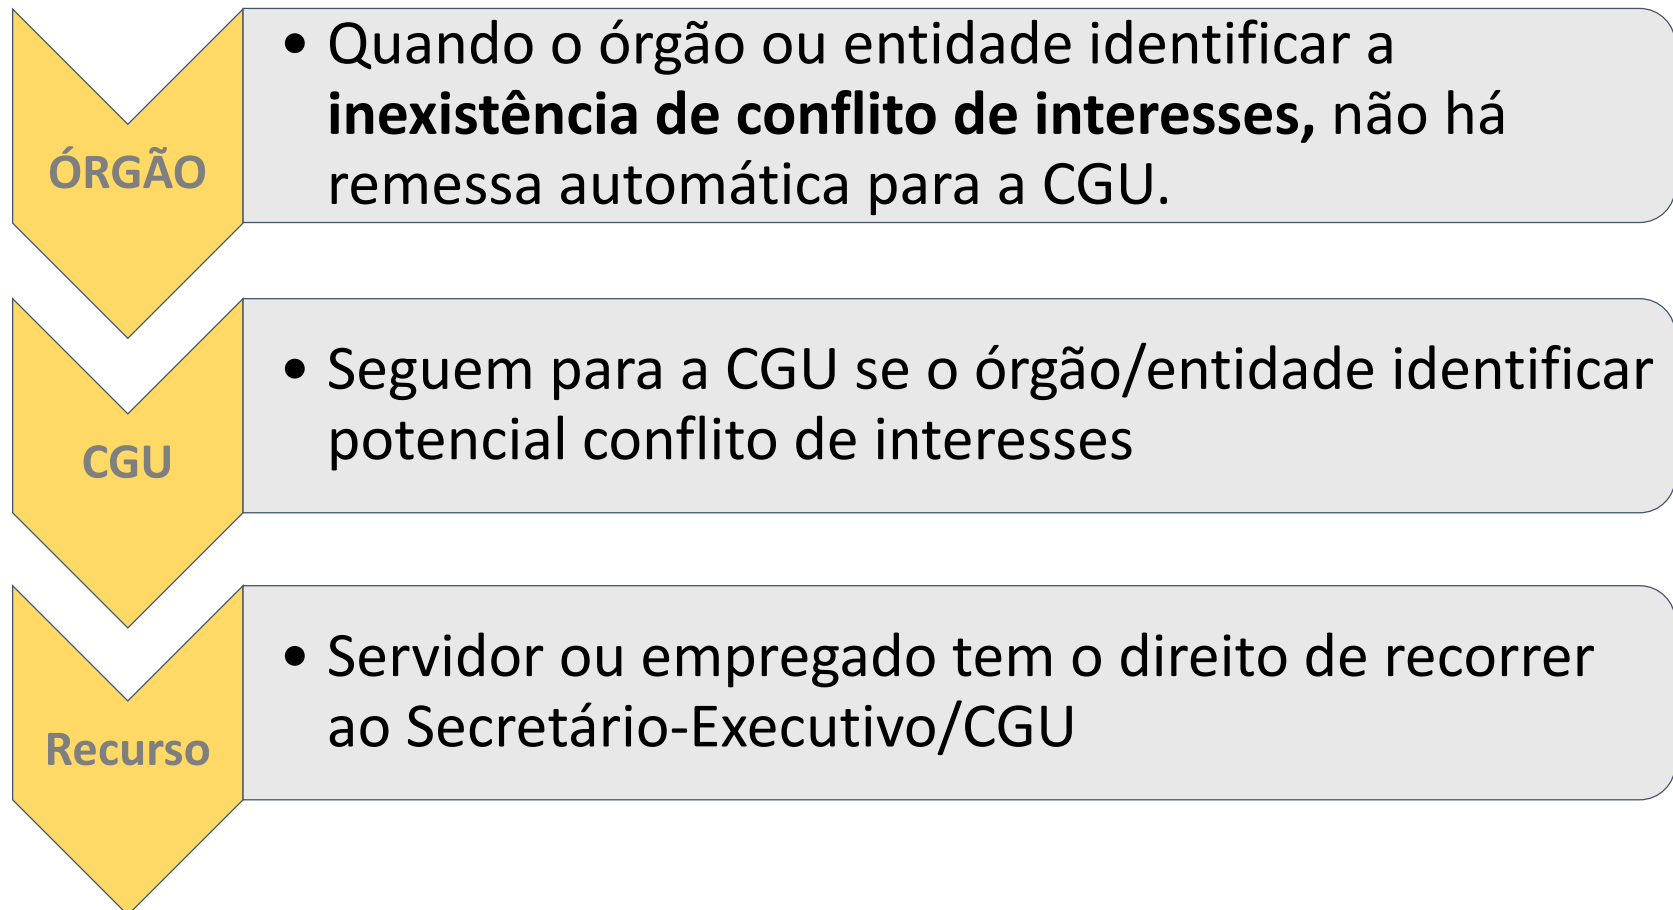 ÓRGÃO
• Quando o órgão ou entidade identificar a
inexistência de conflito de interesses, não há
remessa automática para a CGU.
CGU
• Seguem para a CGU se o órgão/entidade identificar
potencial conflito de interesses
Recurso
• Servidor ou empregado tem o direito de recorrer
ao Secretário-Executivo/CGU